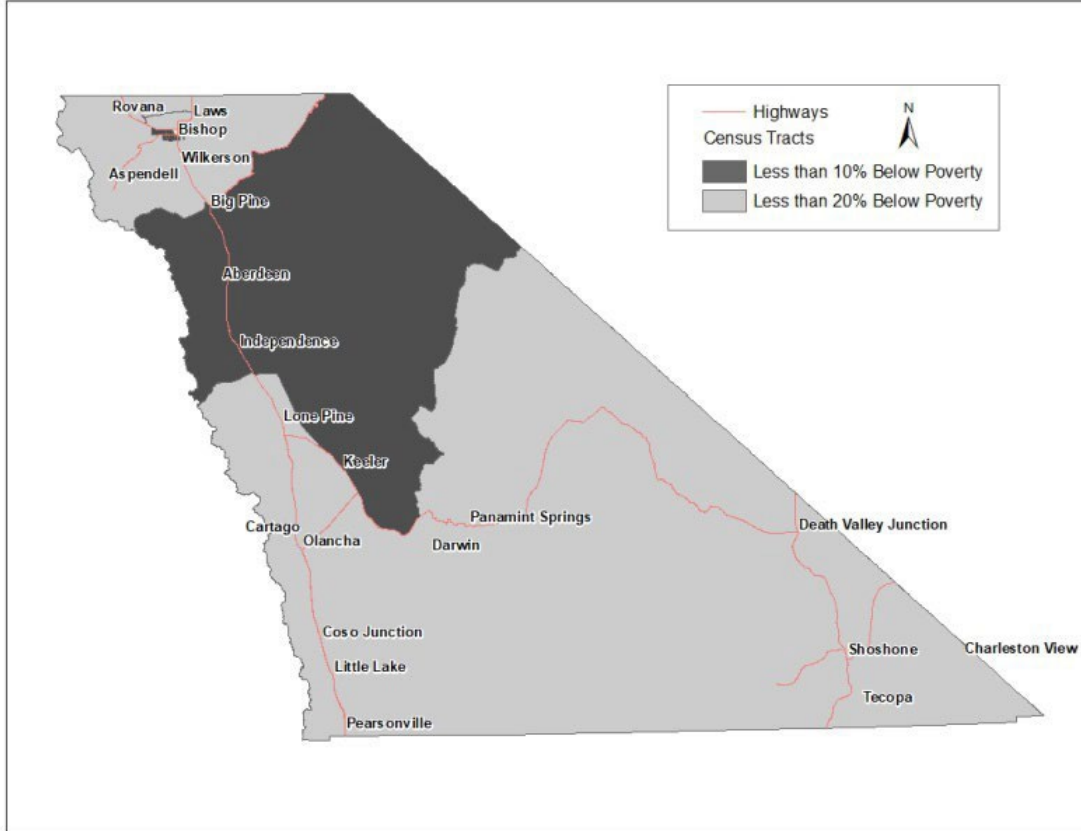 Highways
N
Census Tracts
Less than 10% Below Poverty
Less than 20% Below Poverty
Rovana
Laws
Bishop
Wilkerson
Aspendell
Big Pine
Aberdeen
Independence
Lone Pine
Keeler
Cartago
Olancha
Panamint Springs
Darwin
Death Valley Junction
Coso Junction
Little Lake
Shoshone
Charleston View
Tecopa
Pearsonville